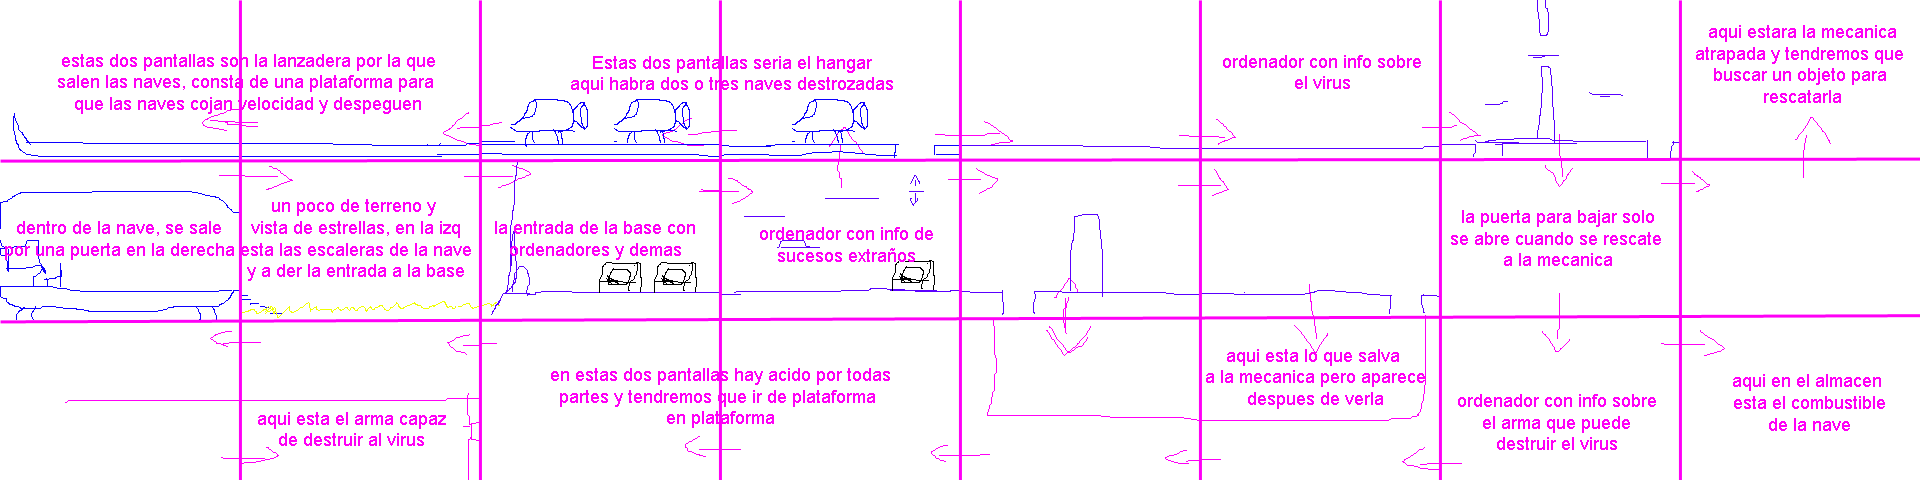 estas dos pantallas son la lanzadera por la que
salen las naves, consta de una plataforma para
que las naves cojan velocidad y despeguen
Estas dos pantallas seria el hangar
aqui habra dos o tres naves destrozadas
ordenador con info sobre
el virus
aqui estara la mecanica
atrapada y tendremos que
buscar un objeto para
rescatarla
dentro de la nave, se sale
por una puerta en la derecha
un poco de terreno y
vista de estrellas, en la izq
esta las escaleras de la nave
y a der la entrada a la base
la entrada de la base con
ordenadores y demas
ordenador con info de
sucesos extraños
la puerta para bajar solo
se abre cuando se rescate
a la mecanica
aqui esta el arma capaz
de destruir al virus
en estas dos pantallas hay acido por todas
partes y tendremos que ir de plataforma
en plataforma
aqui esta lo que salva
a la mecanica pero aparece
despues de verla
ordenador con info sobre
el arma que puede
destruir el virus
aqui en el almacen
esta el combustible
de la nave